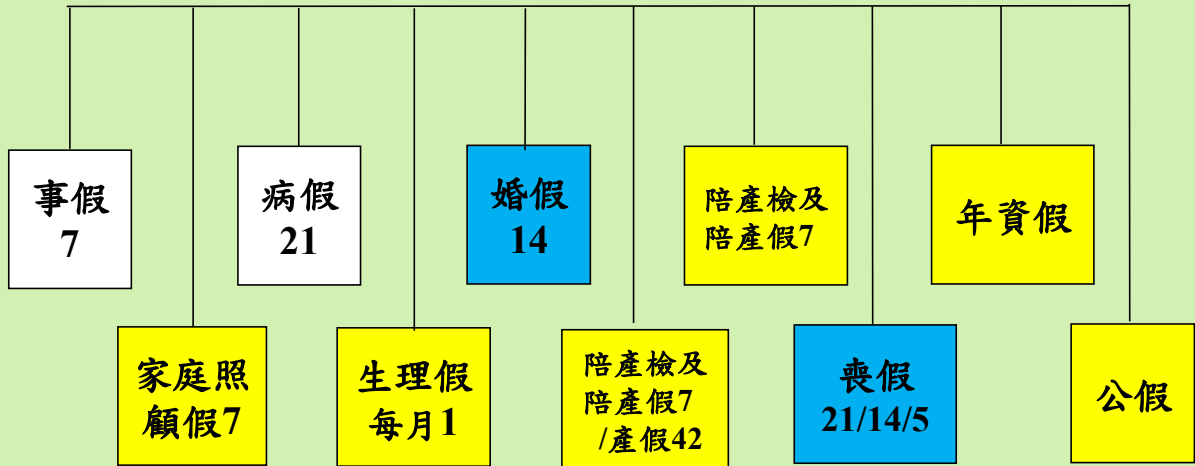 事假
7
病假
21
婚假
14
陪產檢及
陪產假7
年資假
家庭照
顧假7
生理假
每月1
陪產檢及
陪產假7
/產假42
喪假
21/14/5
公假